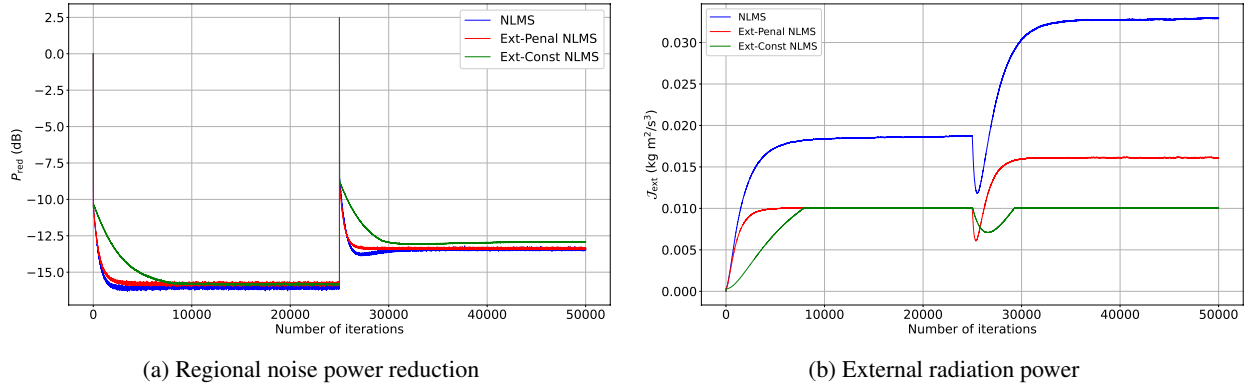 2.5
0.0
−2.5
−5.0
−7.5
−10.0
−12.5
−15.0
P_red (dB)
0
10000
20000
30000
40000
50000
Number of iterrations
NLMS
Ext-Penal NLMS
Ext-Const NLMS
(a) Regional noise power reduction
0.030
0.025
0.020
0.015
0.010
0.005
0.000
𝒥_ext (kg m²/s³)
0
10000
20000
30000
40000
50000
Number of iterrations
NLMS
Ext-Penal NLMS
Ext-Const NLMS
(b) External radiation power